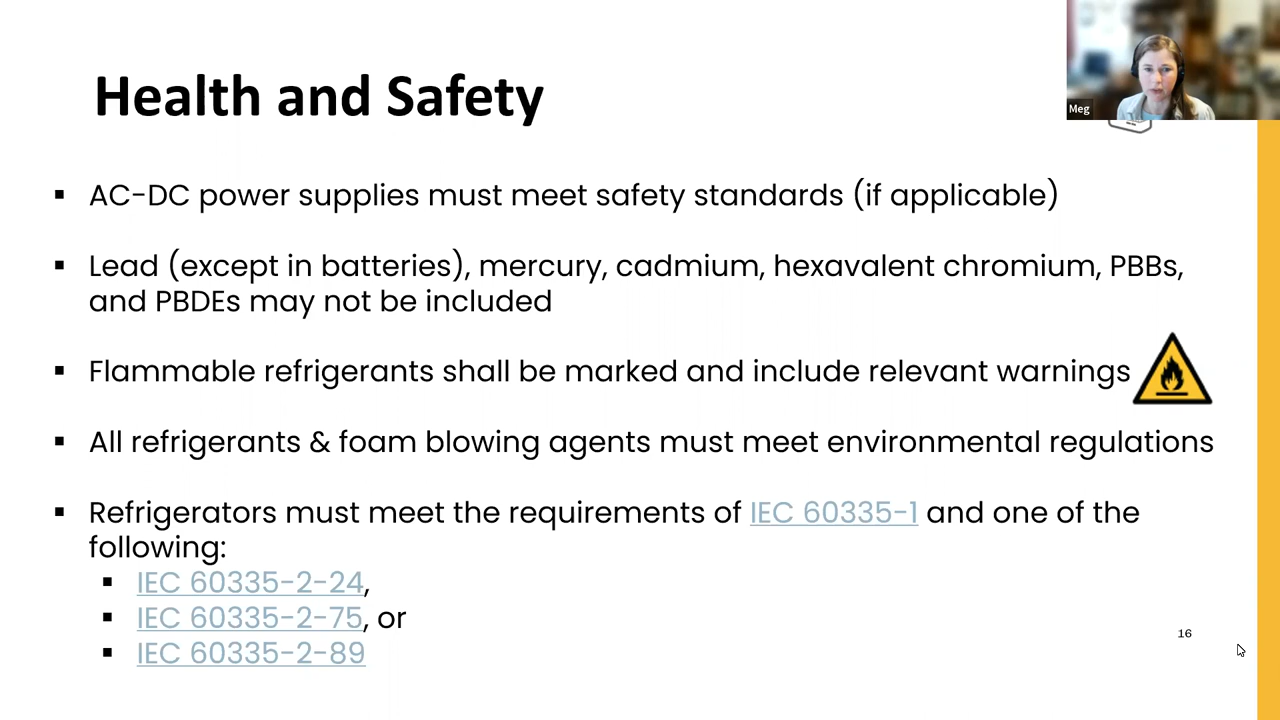 Health and Safety
Meg
▪ AC-DC power supplies must meet safety standards (if applicable)
▪ Lead (except in batteries), mercury, cadmium, hexavalent chromium, PBBs,
and PBDEs may not be included
▪ Flammable refrigerants shall be marked and include relevant warnings
▪ All refrigerants & foam blowing agents must meet environmental regulations
▪ Refrigerators must meet the requirements of IEC 60335-1 and one of the
following:
▪ IEC 60335-2-24,
▪ IEC 60335-2-75, or
▪ IEC 60335-2-89
16